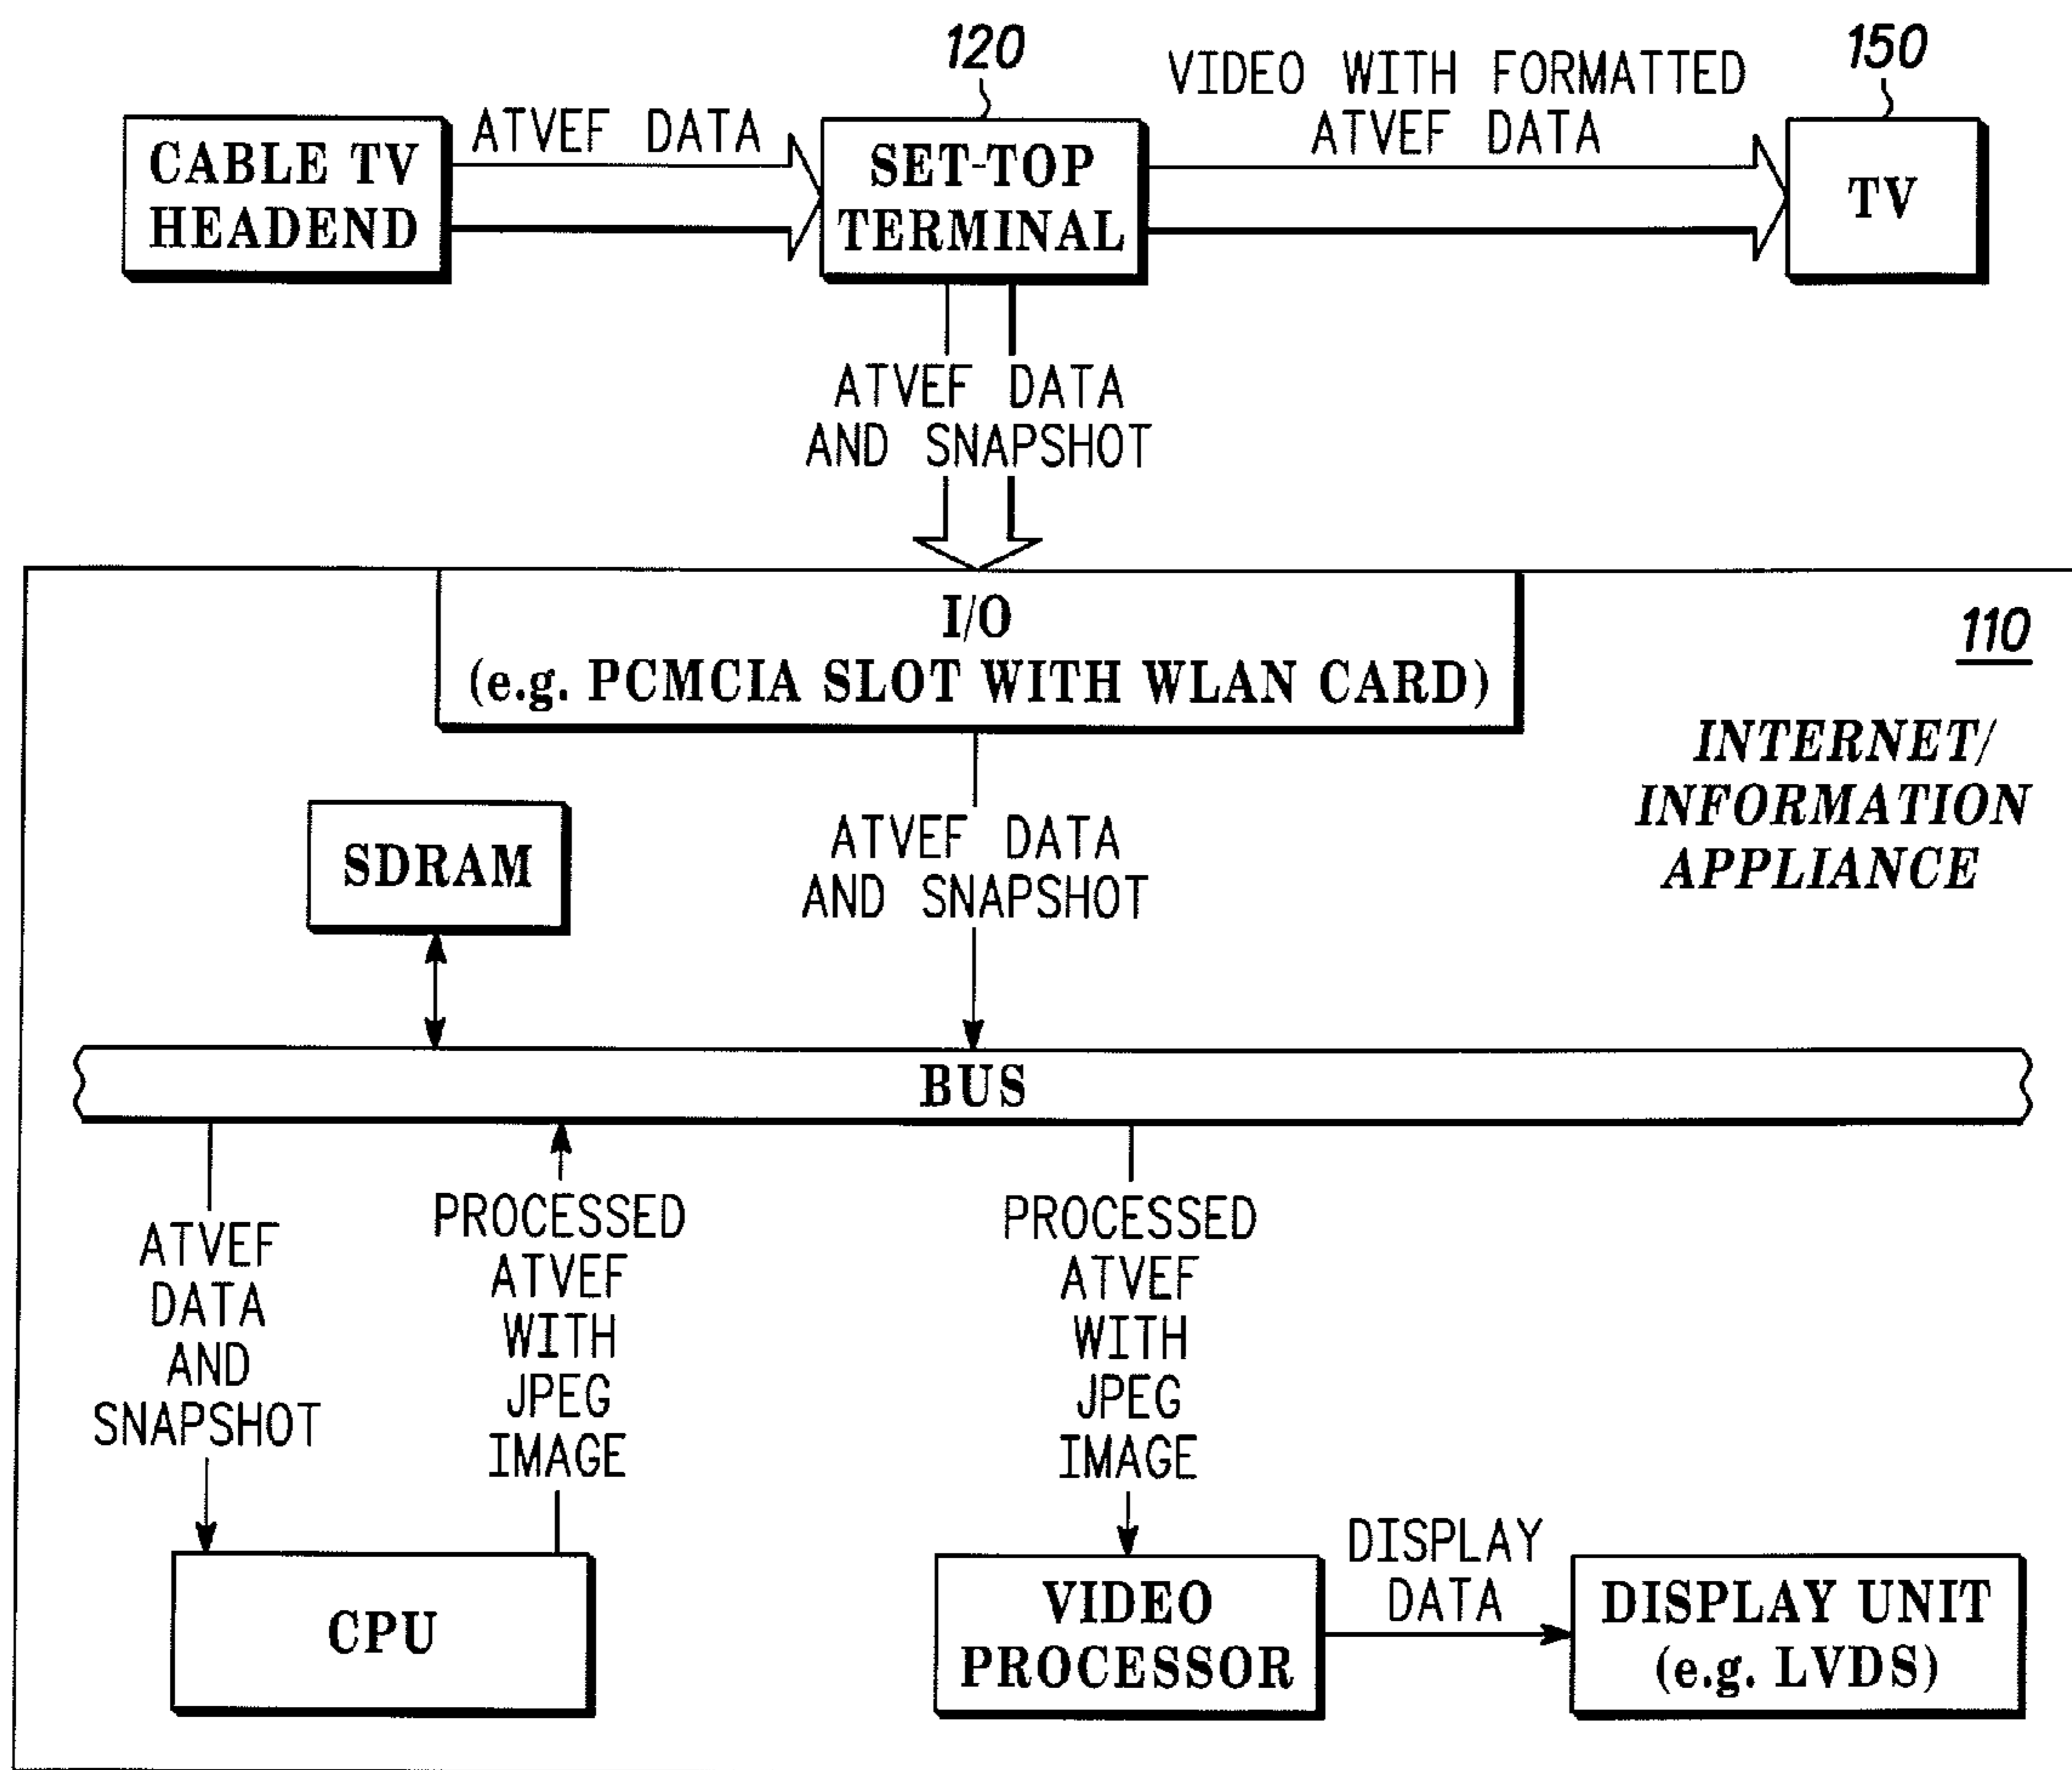 120
VIDEO WITH FORMATTED
ATVEF DATA
150
CABLE TV
HEADEND
ATVEF DATA
SET-TOP
TERMINAL
TV
ATVEF DATA
AND SNAPSHOT
I/O
(e.g. PCMCIA SLOT WITH WLAN CARD)
110
INTERNET/
INFORMATION
APPLIANCE
SDRAM
ATVEF DATA
AND SNAPSHOT
BUS
ATVEF
DATA
AND
SNAPSHOT
PROCESSED
ATVEF
WITH
JPEG
IMAGE
PROCESSED
ATVEF
WITH
JPEG
IMAGE
CPU
VIDEO
PROCESSOR
DISPLAY
DATA
DISPLAY UNIT
(e.g. LVDS)